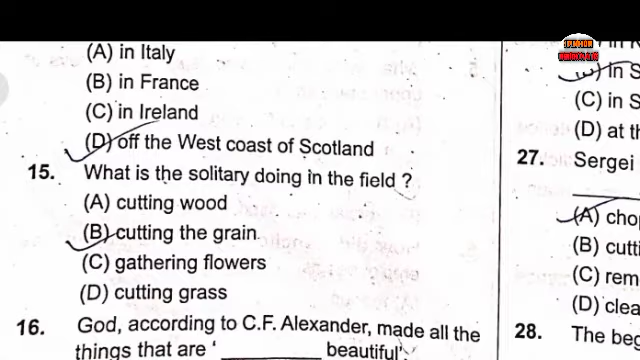 (A) in Italy
(B) in France
(C) in Ireland
(D) off the West coast of Scotland
15. What is the solitary doing in the field ?
(A) cutting wood
(B) cutting the grain
(C) gathering flowers
(D) cutting grass
16. God, according to C.F. Alexander, made all the
things that are '________ beautiful'.
in S
(C) in S
(D) at th
27. Sergei
(A) chop
(B) cutti
(C) rem
(D) clea
28. The beg